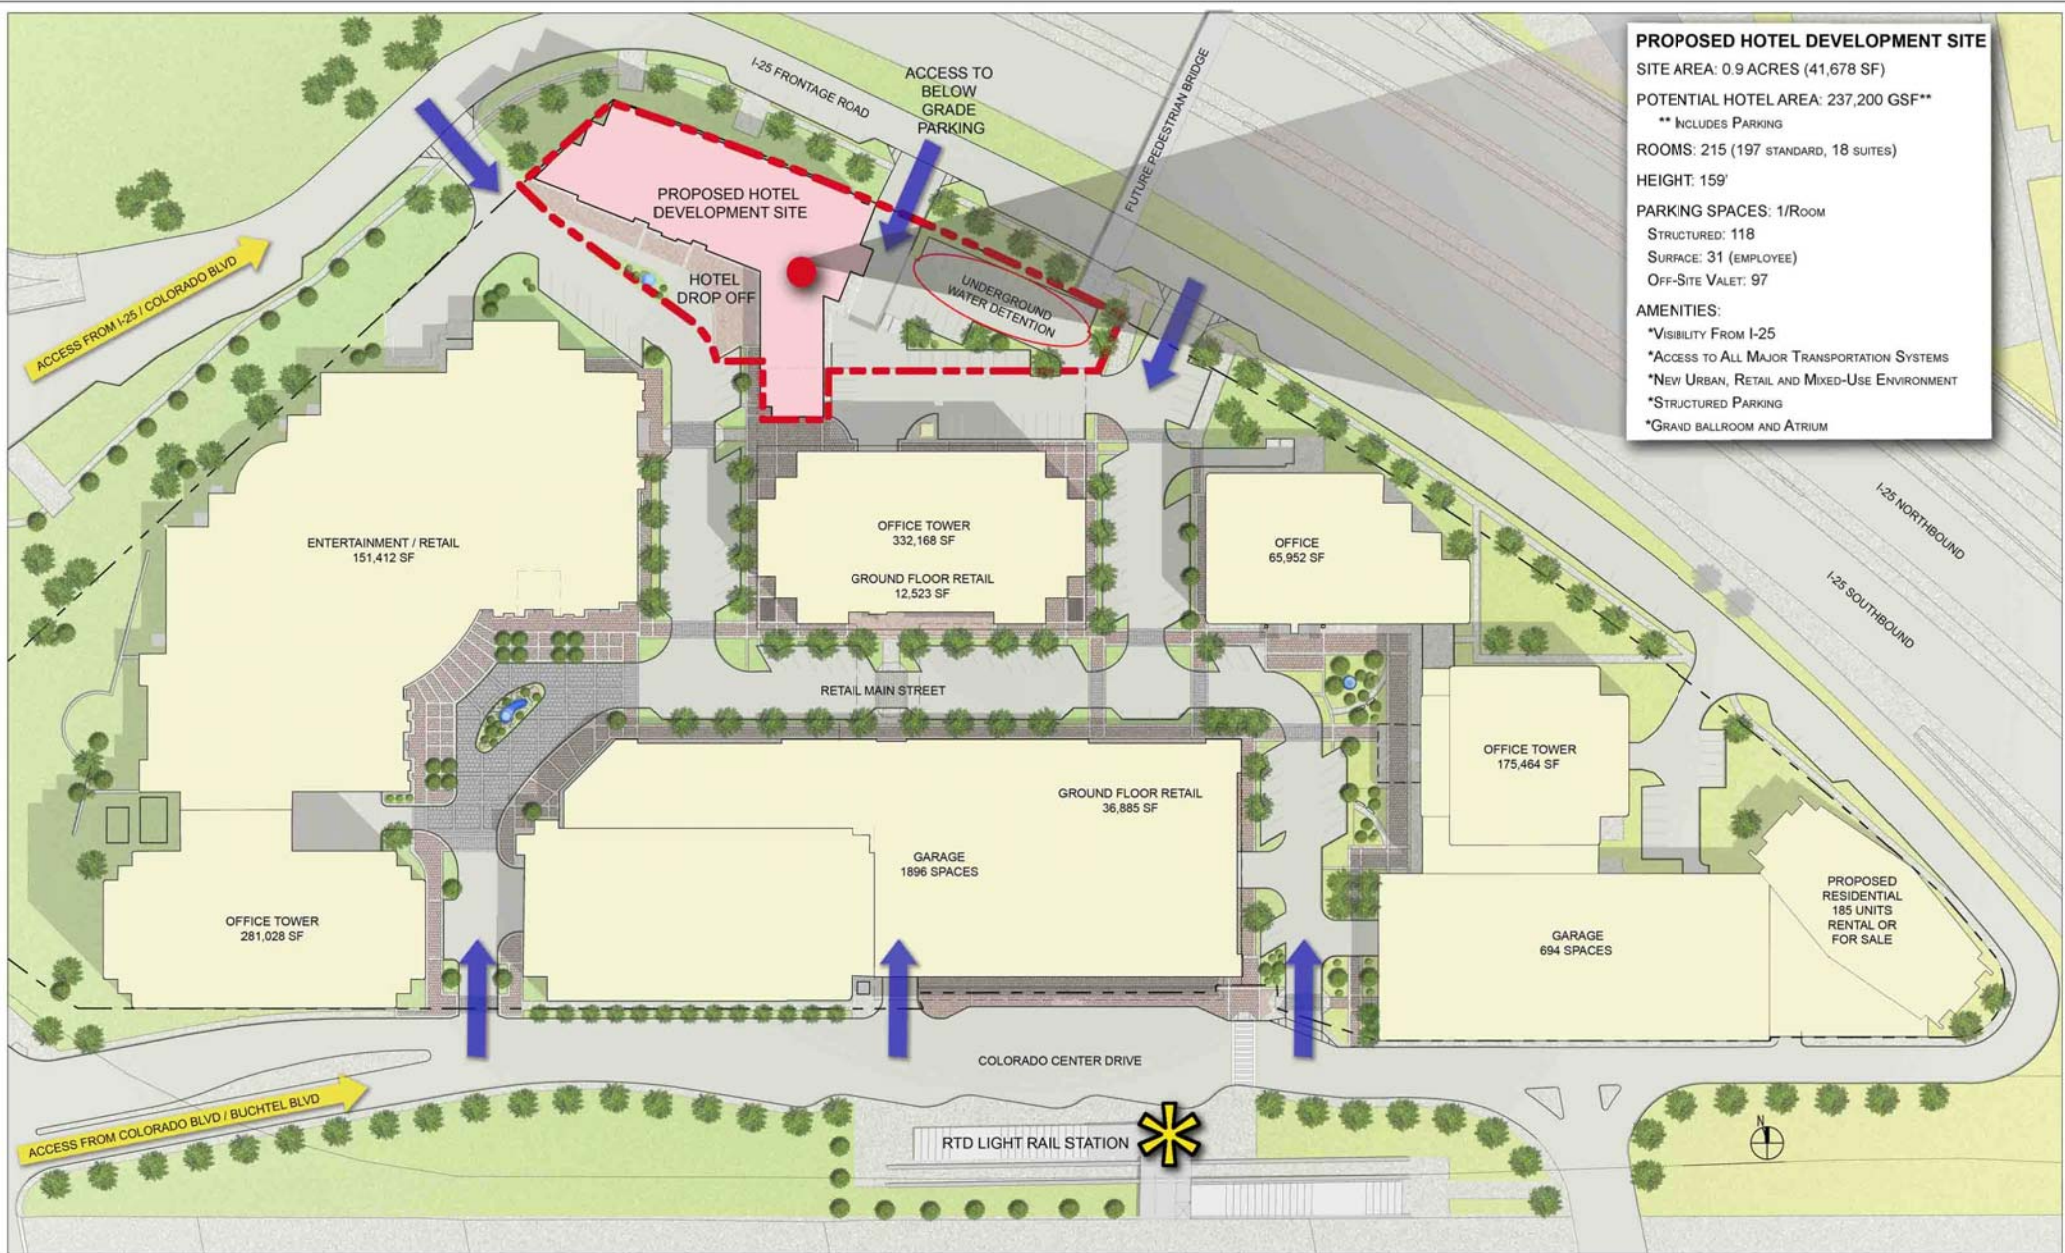 PROPOSED HOTEL DEVELOPMENT SITE
SITE AREA: 0.9 ACRES (41,678 SF)
POTENTIAL HOTEL AREA: 237,200 GSF**
** INCLUDES PARKING
ROOMS: 215 (197 STANDARD, 18 SUITES)
HEIGHT: 159'
PARKING SPACES: 1/ROOM
STRUCTURED: 118
SURFACE: 31 (EMPLOYEE)
OFF-SITE VALET: 97
AMENITIES:
*VISIBILITY FROM I-25
*ACCESS TO ALL MAJOR TRANSPORTATION SYSTEMS
*NEW URBAN, RETAIL AND MIXED-USE ENVIRONMENT
*STRUCTURED PARKING
*GRAND BALLROOM AND ATRIUM
I-25 FRONTAGE ROAD
ACCESS TO
BELOW
GRADE
PARKING
FUTURE PEDESTRIAN BRIDGE
PROPOSED HOTEL
DEVELOPMENT SITE
HOTEL
DROP OFF
UNDERGROUND
WATER DETENTION
ACCESS FROM I-25 / COLORADO BLVD
I-25 NORTHBOUND
I-25 SOUTHBOUND
ENTERTAINMENT / RETAIL
151,412 SF
OFFICE TOWER
332,168 SF
GROUND FLOOR RETAIL
12,523 SF
OFFICE
65,952 SF
RETAIL MAIN STREET
OFFICE TOWER
175,464 SF
GROUND FLOOR RETAIL
36,885 SF
GARAGE
1896 SPACES
OFFICE TOWER
281,028 SF
GARAGE
694 SPACES
PROPOSED
RESIDENTIAL
185 UNITS
RENTAL OR
FOR SALE
COLORADO CENTER DRIVE
ACCESS FROM COLORADO BLVD / BUCHTEL BLVD
RTD LIGHT RAIL STATION
N